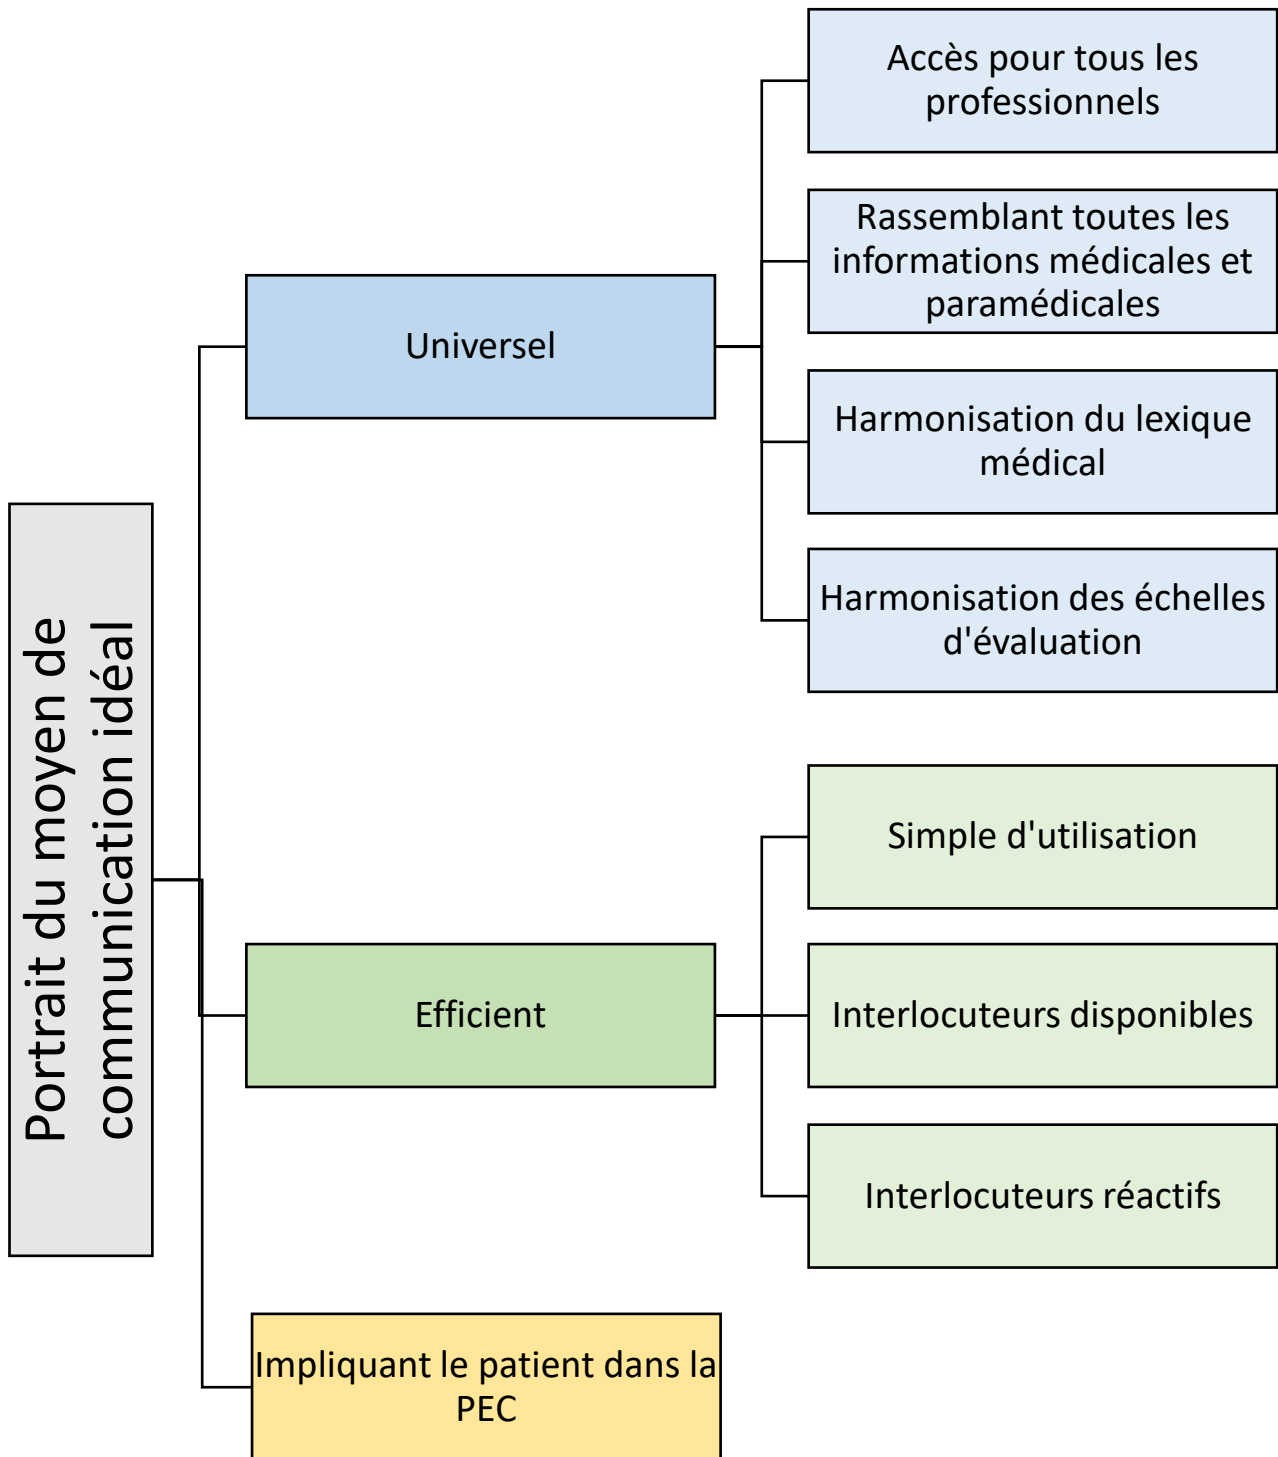 Portrait du moyen de
communication idéal
Universel
Accès pour tous les
professionnels
Rassemblant toutes les
informations médicales et
paramédicales
Harmonisation du lexique
médical
Harmonisation des échelles
d'évaluation
Efficient
Simple d'utilisation
Interlocuteurs disponibles
Interlocuteurs réactifs
Impliquant le patient dans la
PEC